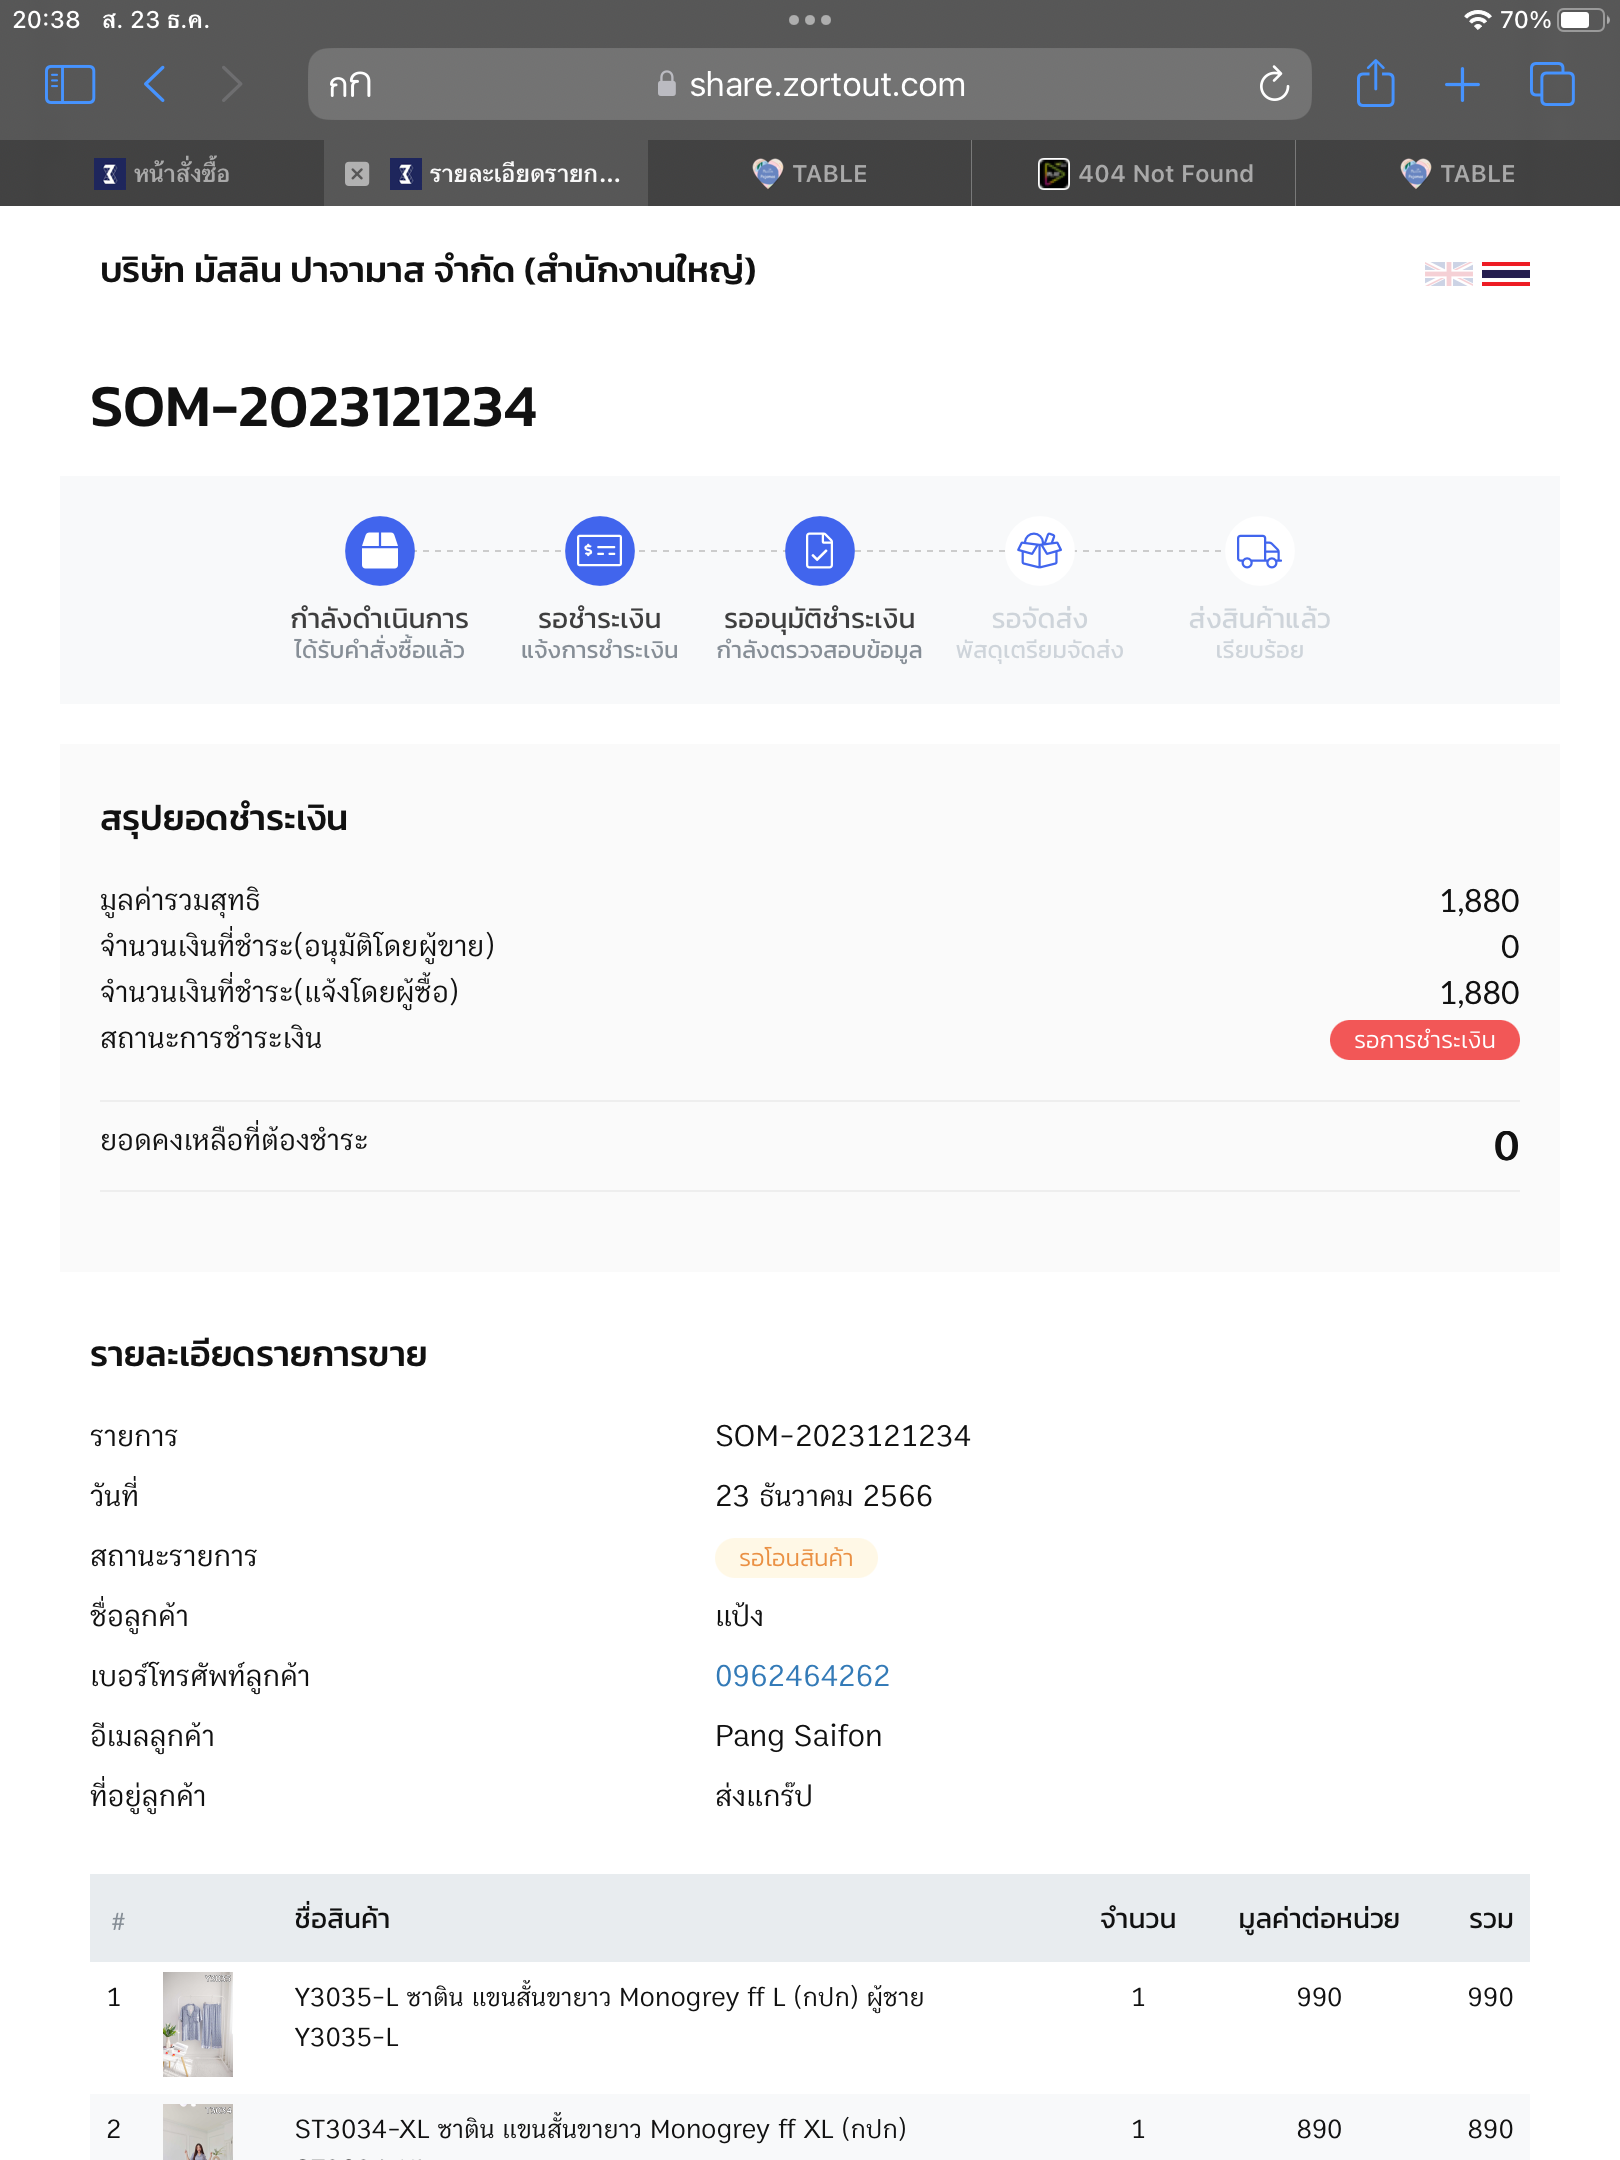 20:38 ส. 23 ธ.ค.
70%
กกา share.zortout.com
หน้าสั่งซื้อ
รายละเอียดรายก...
TABLE
404 Not Found
TABLE
บริษัท มัสลิน ปาจามาส จำกัด (สำนักงานใหญ่)
SOM-2023121234
กำลังดำเนินการ
ได้รับคำสั่งซื้อแล้ว
รอชำระเงิน
แจ้งการชำระเงิน
รออนุมัติชำระเงิน
กำลังตรวจสอบข้อมูล
รอจัดส่ง
พัสดุเตรียมจัดส่ง
ส่งสินค้าแล้ว
เรียบร้อย
สรุปยอดชำระเงิน
มูลค่ารวมสุทธิ 1,880
จำนวนเงินที่ชำระ(อนุมัติโดยผู้ขาย) 0
จำนวนเงินที่ชำระ(แจ้งโดยผู้ซื้อ) 1,880
สถานะการชำระเงิน รอการชำระเงิน
ยอดคงเหลือที่ต้องชำระ 0
รายละเอียดรายการขาย
รายการ SOM-2023121234
วันที่ 23 ธันวาคม 2566
สถานะรายการ รอโอนสินค้า
ชื่อลูกค้า แป้ง
เบอร์โทรศัพท์ลูกค้า 0962464262
อีเมลลูกค้า Pang Saifon
ที่อยู่ลูกค้า ส่งแกร๊ป
# ชื่อสินค้า จำนวน มูลค่าต่อหน่วย รวม
1 Y3035-L ซาติน แขนสั้นขายาว Monogrey ff L (กปก) ผู้ชาย 1 990 990
Y3035-L
2 ST3034-XL ซาติน แขนสั้นขายาว Monogrey ff XL (กปก) 1 890 890